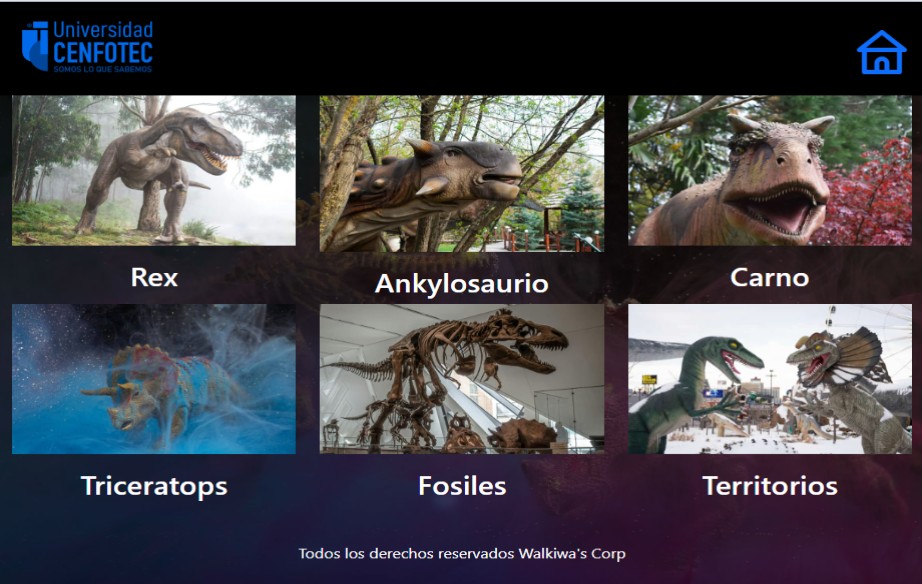 Universidad
CENFOTEC
SOMOS LO QUE SABEMOS
Rex
Ankylosaurio
Carno
Triceratops
Fosiles
Territorios
Todos los derechos reservados Walkiwa's Corp